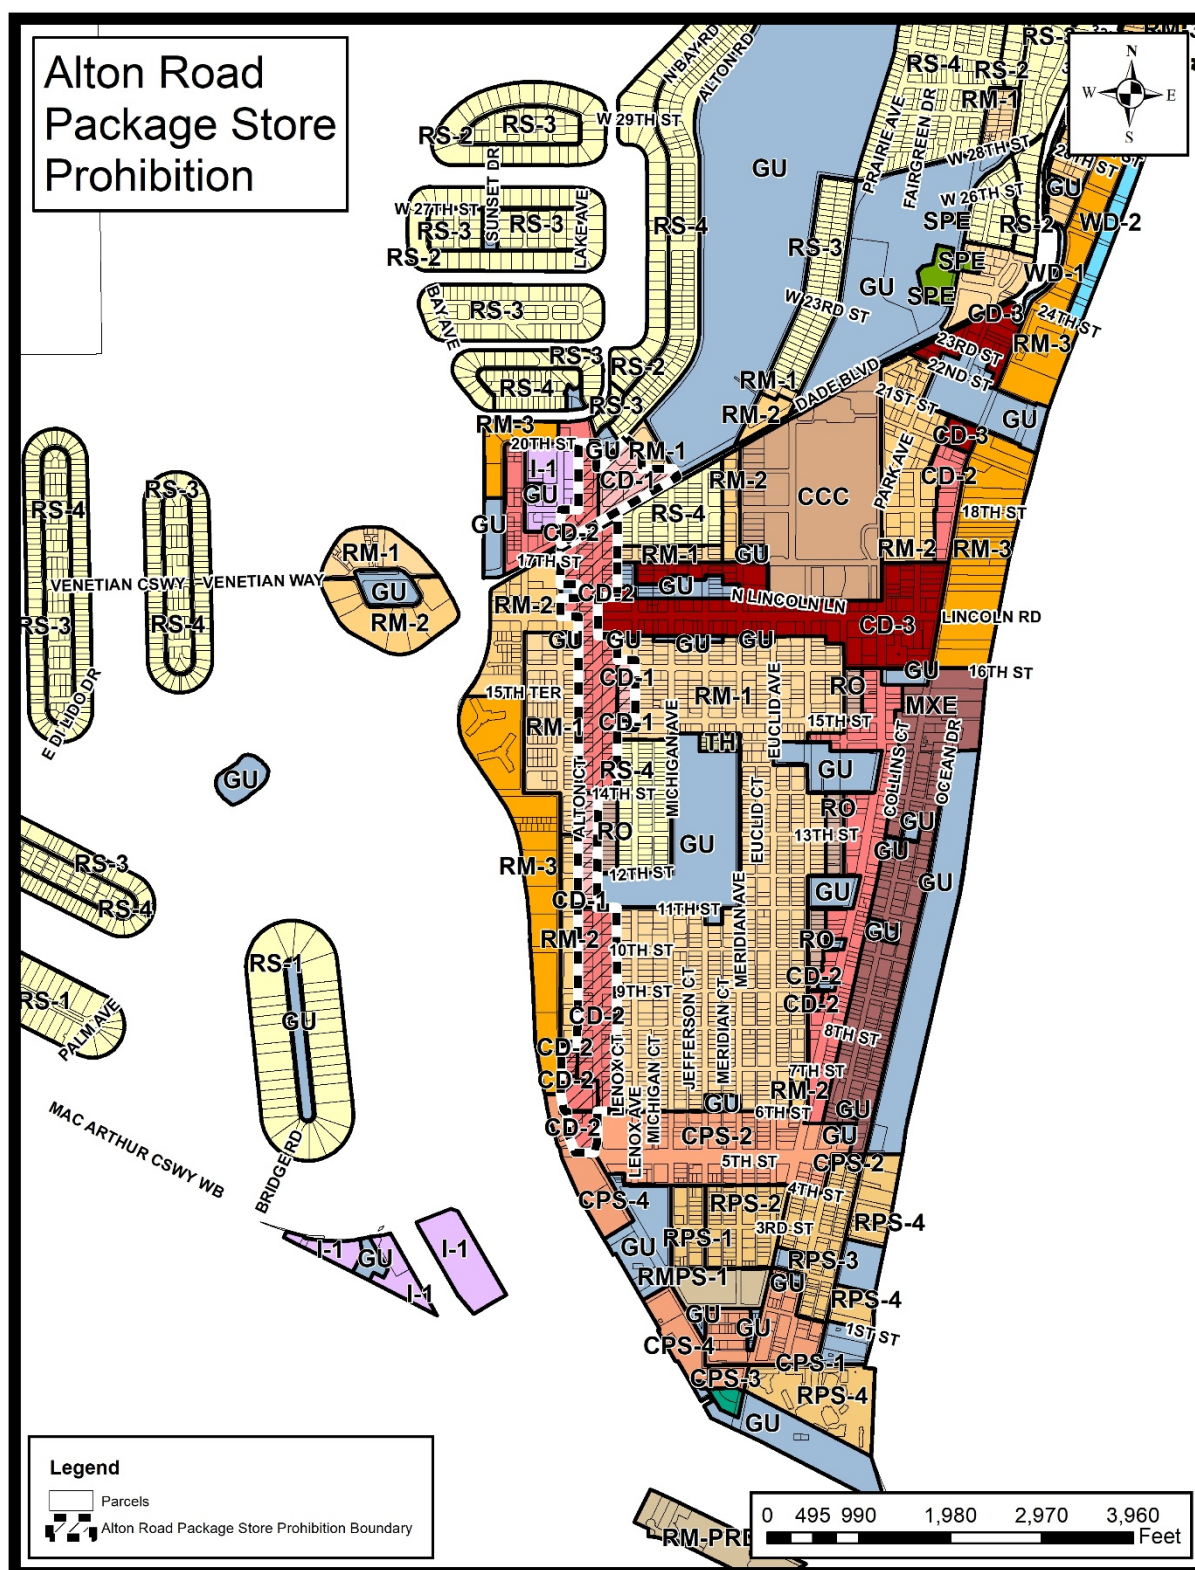 Alton Road
Package Store
Prohibition
N
W E
S
N BAY RD
ALTON RD
RS-4
RS-2
RS-3
RM-1
RS-2
RS-3
W 29TH ST
PRAIRIE AVE
FAIRGREEN DR
W 28TH ST
GU
SUNSET DR
LAKE AVE
W 27TH ST
RS-3
RS-3
RS-2
RS-4
RS-3
W 26TH ST
SPE
RS-2
GU
WD-2
SPE
SPE
WD-1
GU
BAY AVE
RS-3
W 23RD ST
CD-3
24TH ST
23RD ST
RM-3
22ND ST
RS-3
RS-2
RS-4
RS-3
RM-1
RM-2
DADE BLVD
21ST ST
GU
CD-3
RM-3
20TH ST
GU
RM-1
I-1
GU
CD-1
RM-2
PARK AVE
CD-2
CCC
18TH ST
RS-4
RS-3
GU
CD-2
RS-4
17TH ST
RM-1
GU
RM-2
RM-3
RM-1
VENETIAN CSWY
VENETIAN WAY
GU
RM-2
RM-2
CD-2
GU
N LINCOLN LN
CD-3
LINCOLN RD
RS-3
RS-4
GU
GU
GU
GU
16TH ST
GU
E DI LIDO DR
15TH TER
CD-1
RM-1
EUCLID AVE
RO
MXE
RM-1
CD-1
MICHIGAN AVE
15TH ST
COLLINS CT
OCEAN DR
TH
GU
ALTON CT
RS-4
GU
14TH ST
EUCLID CT
RO
13TH ST
GU
RO
GU
GU
RS-3
RM-3
12TH ST
GU
GU
RS-4
CD-1
11TH ST
MERIDIAN AVE
GU
RM-2
10TH ST
RO
RS-1
CD-2
9TH ST
JEFFERSON CT
MERIDIAN CT
CD-2
RS-1
GU
CD-2
8TH ST
PALM AVE
CD-2
CD-2
LENOX CT
MICHIGAN CT
7TH ST
RM-2
GU
6TH ST
GU
MAC ARTHUR CSWY WB
BRIDGE RD
CD-2
LENOX AVE
CPS-2
GU
5TH ST
CPS-2
CPS-4
RPS-2
4TH ST
3RD ST
RPS-4
I-1
GU
I-1
I-1
GU
RPS-1
RPS-3
RMPS-1
GU
RPS-4
GU
GU
1ST ST
CPS-4
CPS-1
CPS-3
RPS-4
GU
RM-PRD
Legend
Parcels
Alton Road Package Store Prohibition Boundary
0 495 990 1,980 2,970 3,960
Feet